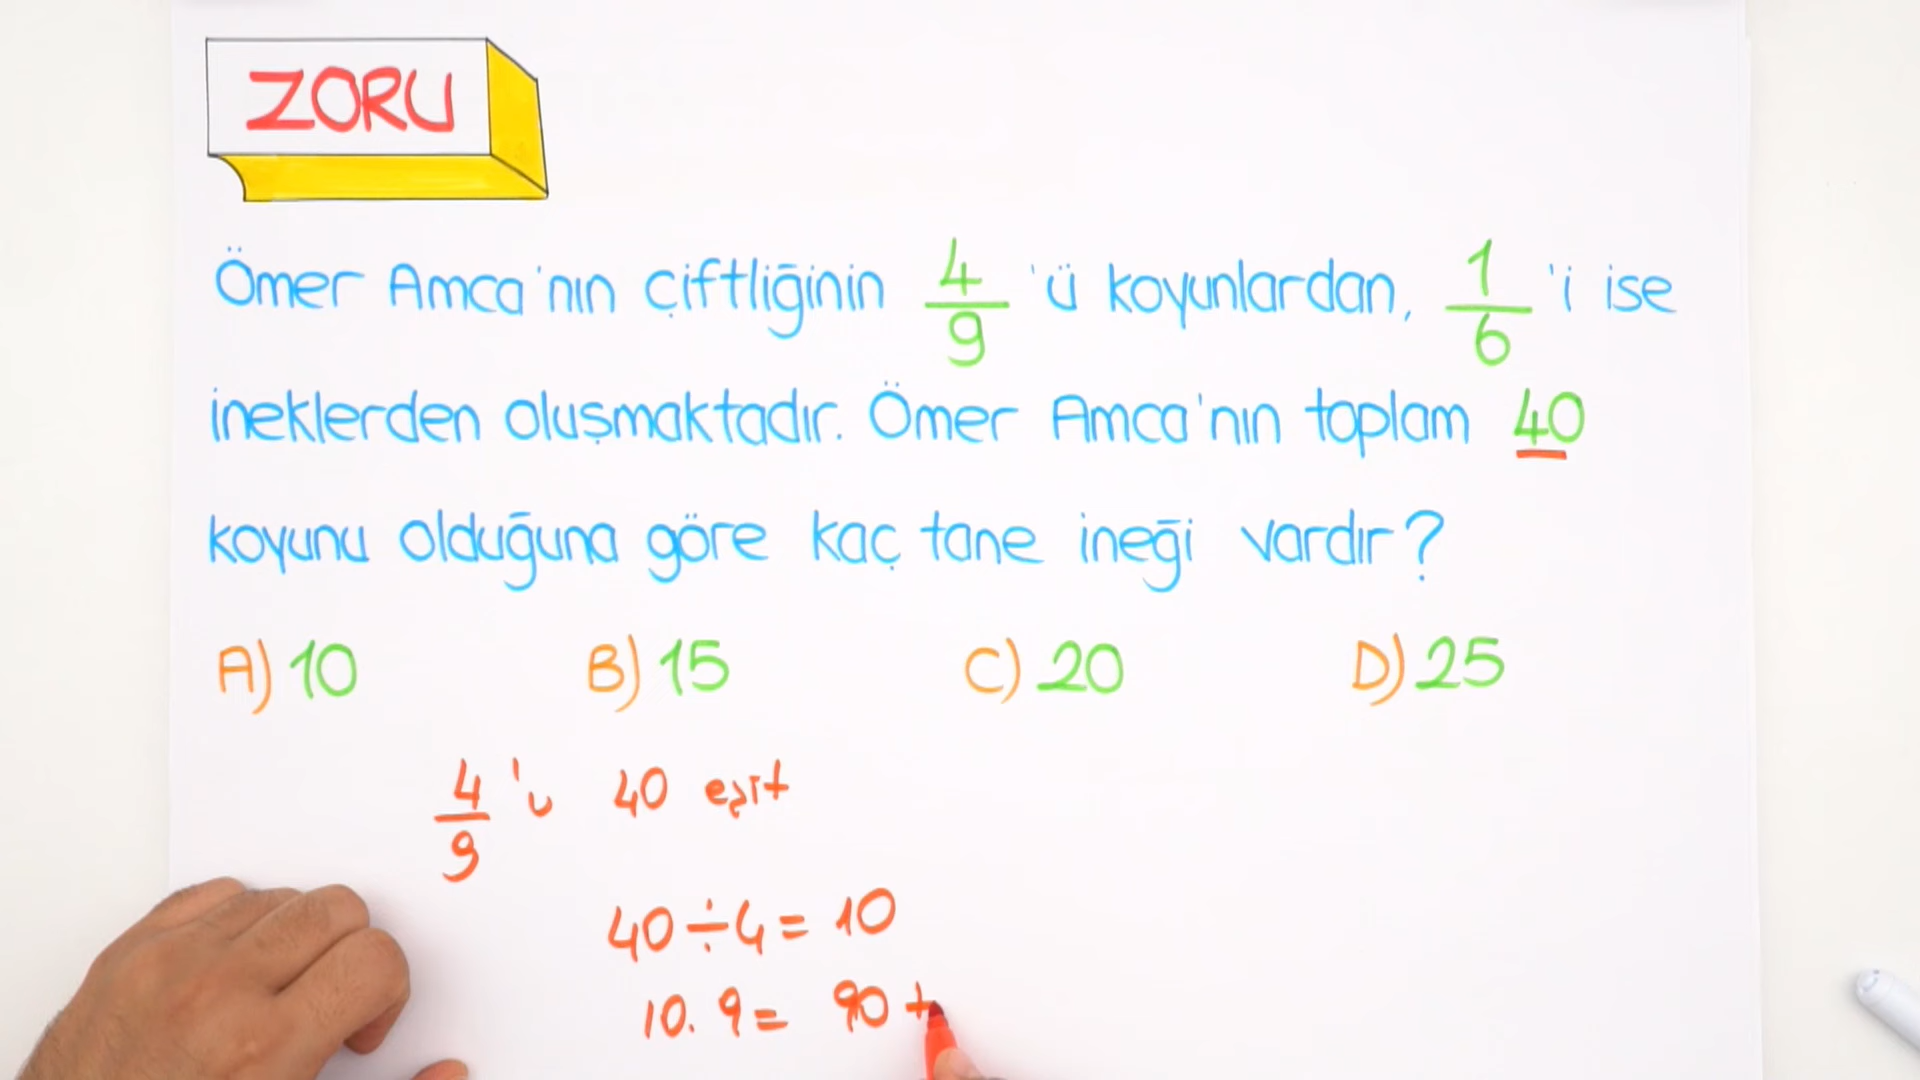 ZORU
Ömer Amca'nın çiftliğinin 4/9 'ü koyunlardan, 1/6 'i ise
ineklerden oluşmaktadır. Ömer Amca'nın toplam 40
koyunu olduğuna göre kaç tane ineği vardır?
A) 10 B) 15 C) 20 D) 25
4/9 'u 40 eşit
40 ÷ 4 = 10
10 . 9 = 90 t